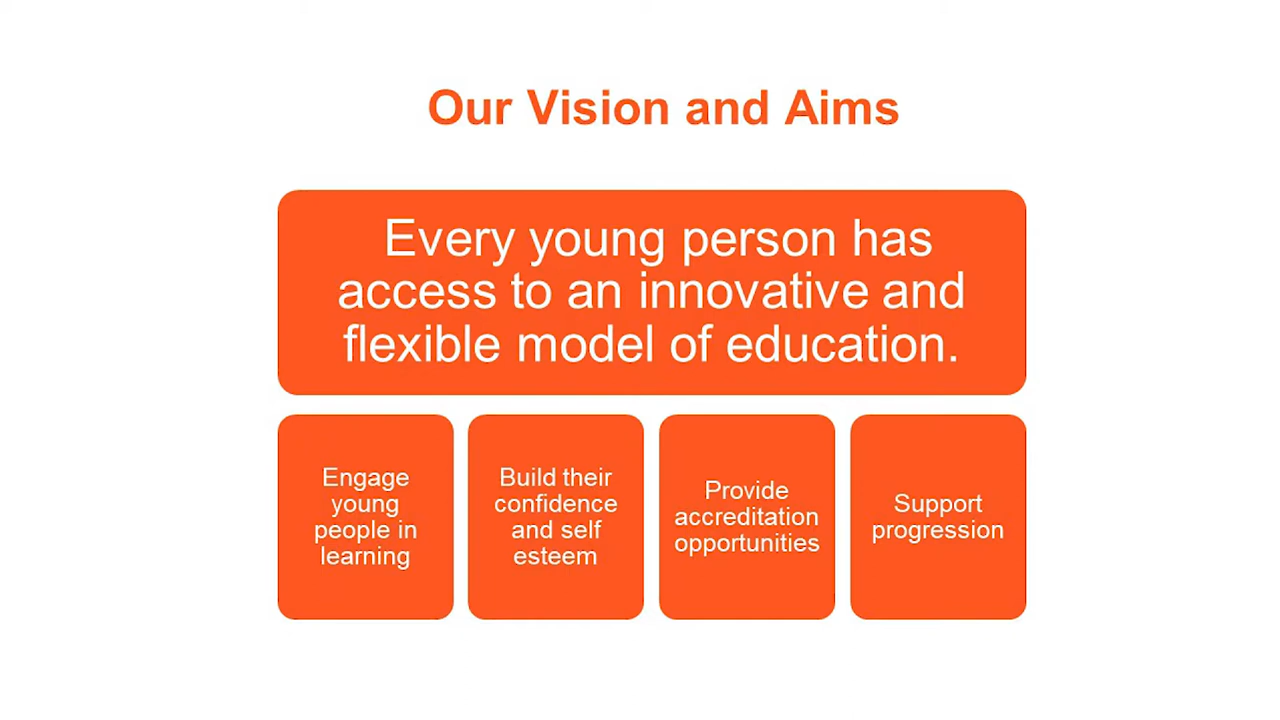 Our Vision and Aims
Every young person has
access to an innovative and
flexible model of education.
Engage
young
people in
learning
Build their
confidence
and self
esteem
Provide
accreditation
opportunities
Support
progression